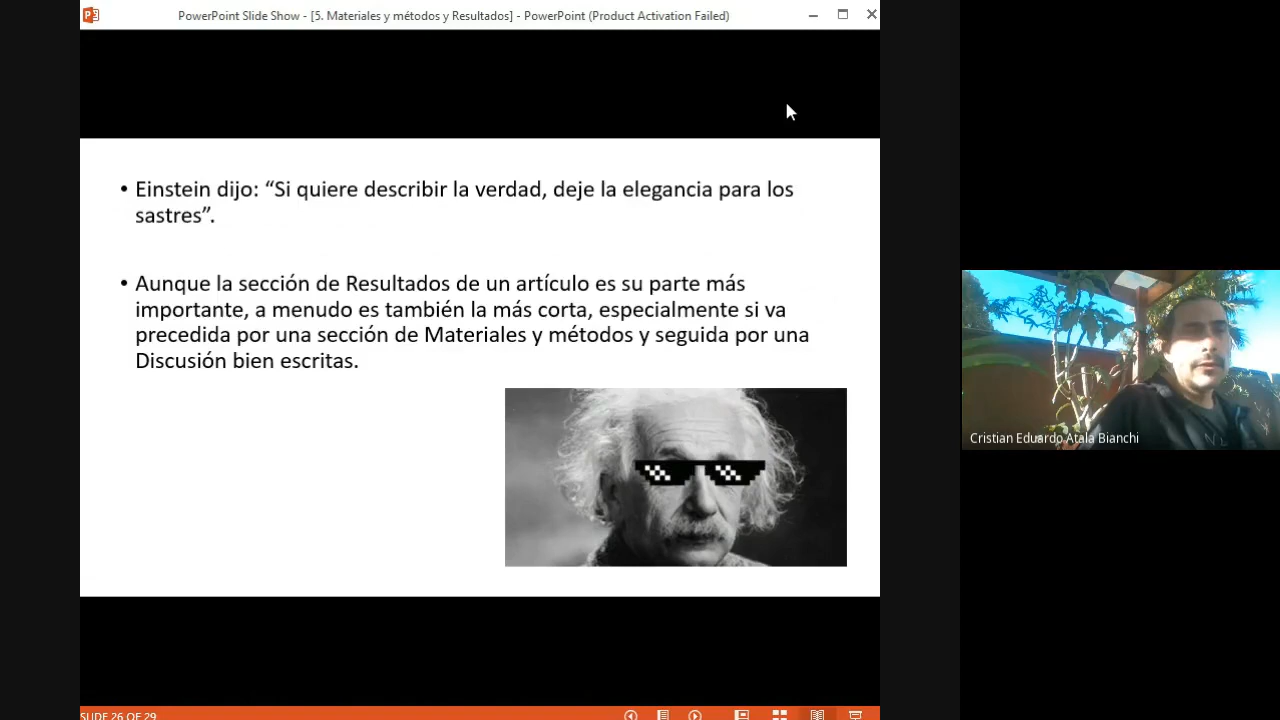 PowerPoint Slide Show - [5. Materiales y métodos y Resultados] - PowerPoint (Product Activation Failed)
• Einstein dijo: “Si quiere describir la verdad, deje la elegancia para los
sastres”.
• Aunque la sección de Resultados de un artículo es su parte más
importante, a menudo es también la más corta, especialmente si va
precedida por una sección de Materiales y métodos y seguida por una
Discusión bien escritas.
Cristian Eduardo Atala Bianchi
SLIDE 26 OF 29